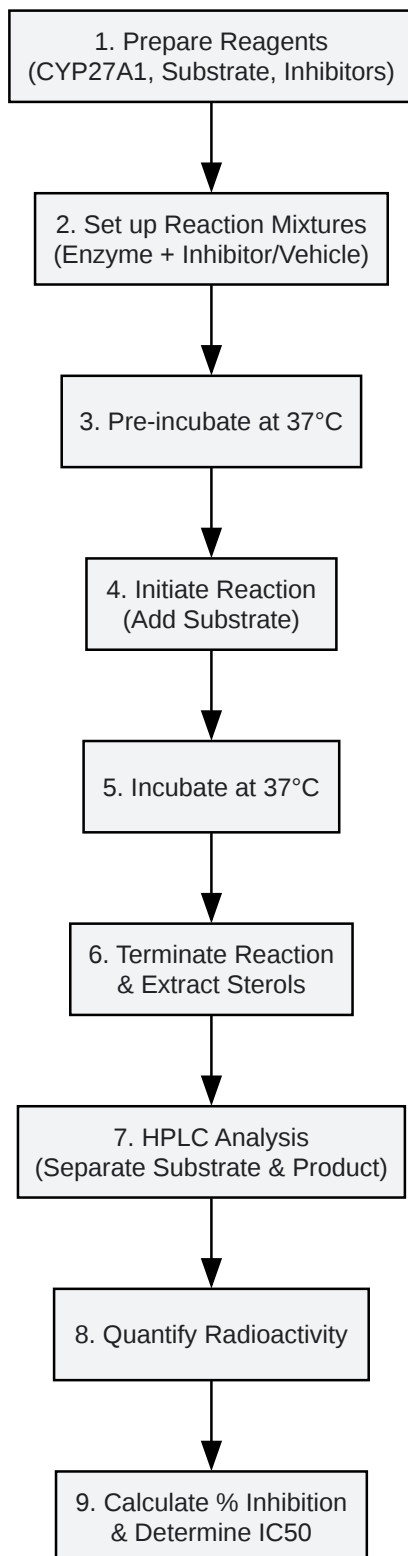 1. Prepare Reagents
(CYP27A1, Substrate, Inhibitors)
2. Set up Reaction Mixtures
(Enzyme + Inhibitor/Vehicle)
3. Pre-incubate at 37°C
4. Initiate Reaction
(Add Substrate)
5. Incubate at 37°C
6. Terminate Reaction
& Extract Sterols
7. HPLC Analysis
(Separate Substrate & Product)
8. Quantify Radioactivity
9. Calculate % Inhibition
& Determine IC50